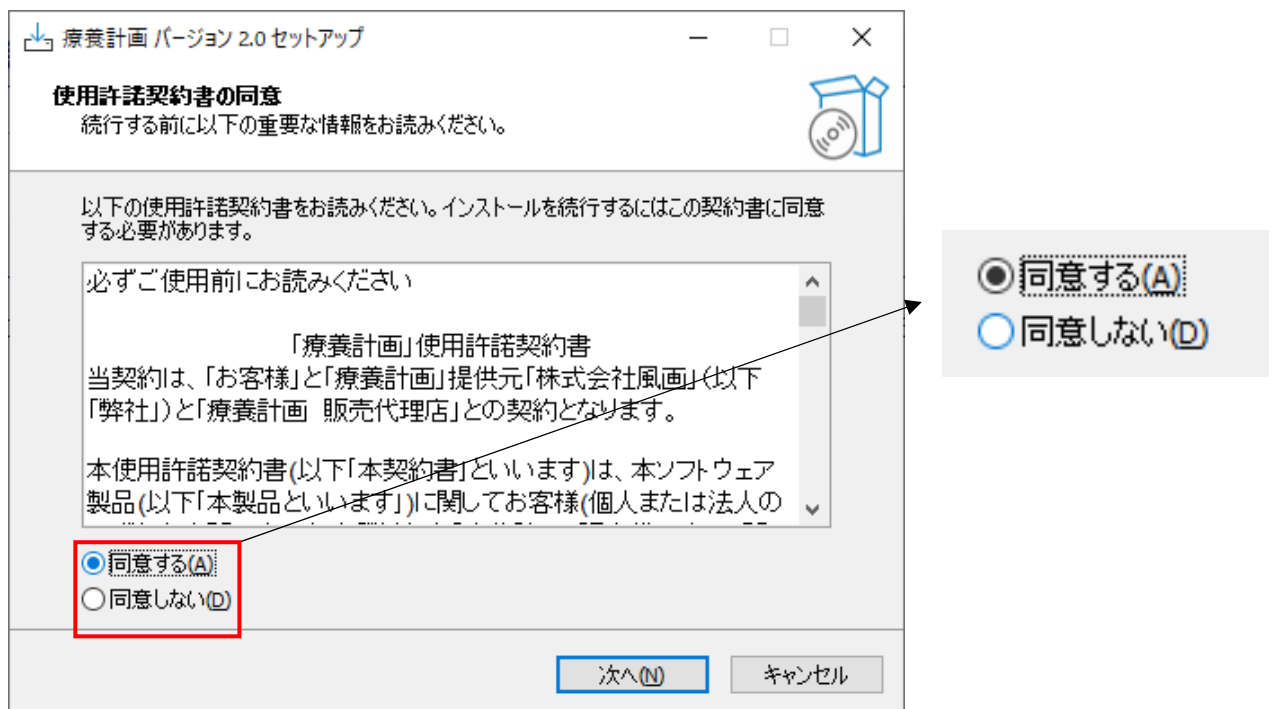 療養計画 バージョン 2.0 セットアップ
使用許諾契約書の同意
続行する前に以下の重要な情報をお読みください。
以下の使用許諾契約書をお読みください。インストールを続行するにはこの契約書に同意
する必要があります。
必ずご使用前にお読みください
「療養計画」使用許諾契約書
当契約は、「お客様」と「療養計画」提供元「株式会社風画」(以下
「弊社」)と「療養計画 販売代理店」との契約となります。
本使用許諾契約書(以下「本契約書」といいます)は、本ソフトウェア
製品(以下「本製品といいます」)に関してお客様(個人または法人の
同意する(A)
同意しない(D)
次へ(N)
キャンセル
同意する(A)
同意しない(D)